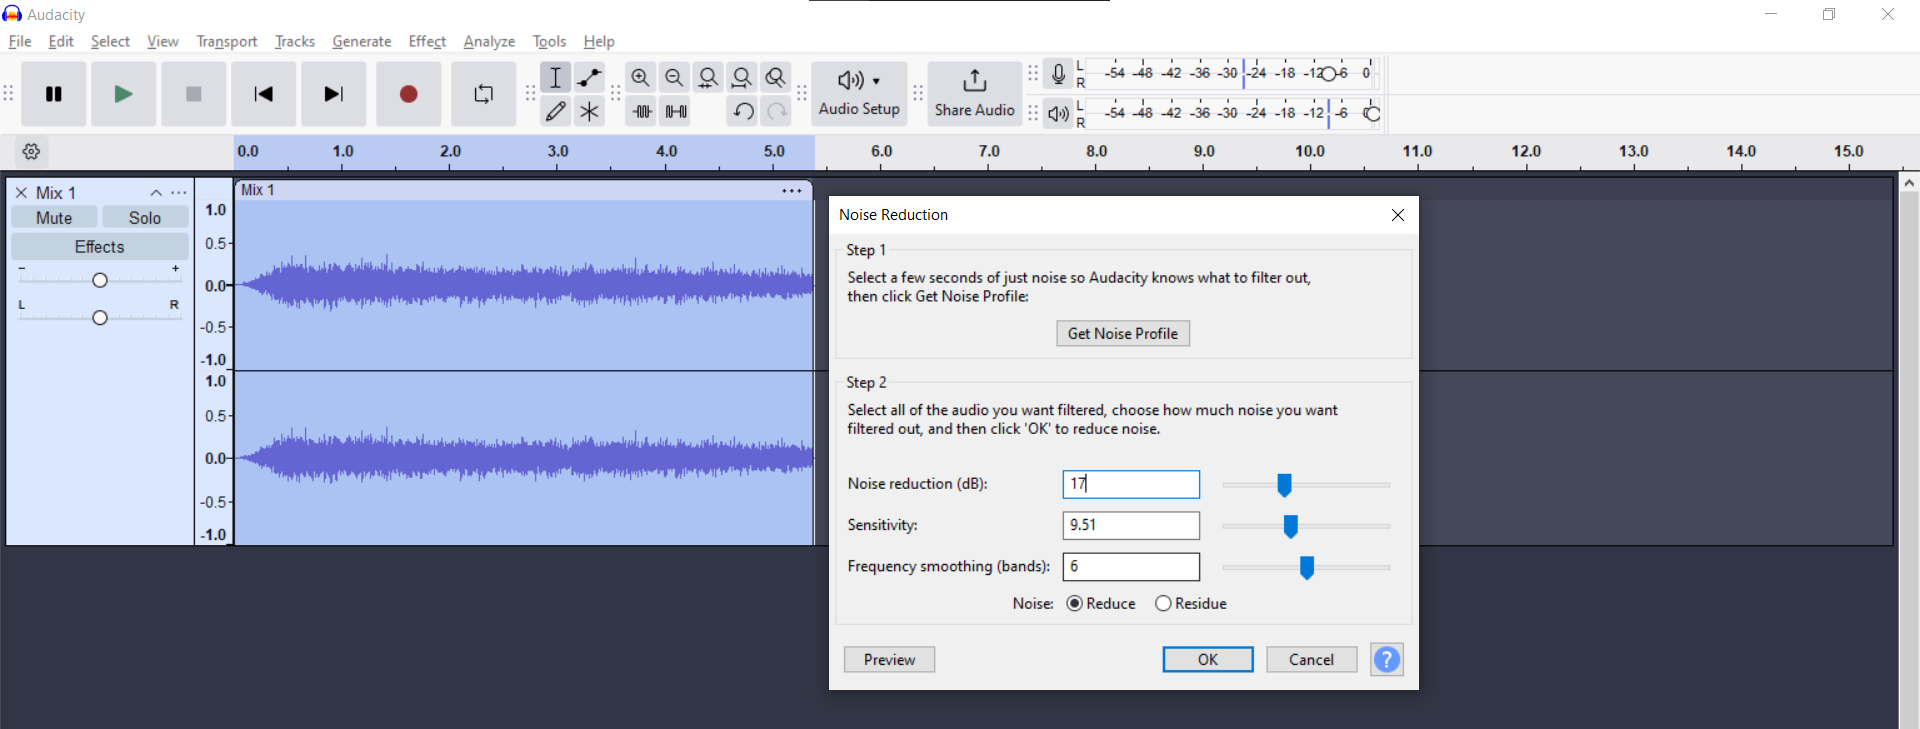 Audacity
File Edit Select View Transport Tracks Generate Effect Analyze Tools Help
Audio Setup
Share Audio
L
R
-54 -48 -42 -36 -30 -24 -18 -12 -6 0
L
R
-54 -48 -42 -36 -30 -24 -18 -12 -6
0.0 1.0 2.0 3.0 4.0 5.0 6.0 7.0 8.0 9.0 10.0 11.0 12.0 13.0 14.0 15.0
Mix 1
Mute Solo
Effects
- +
L R
Mix 1
1.0
0.5
0.0
-0.5
-1.0
1.0
0.5
0.0
-0.5
-1.0
Noise Reduction
Step 1
Select a few seconds of just noise so Audacity knows what to filter out,
then click Get Noise Profile:
Get Noise Profile
Step 2
Select all of the audio you want filtered, choose how much noise you want
filtered out, and then click 'OK' to reduce noise.
Noise reduction (dB): 17
Sensitivity: 9.51
Frequency smoothing (bands): 6
Noise: Reduce Residue
Preview OK Cancel ?